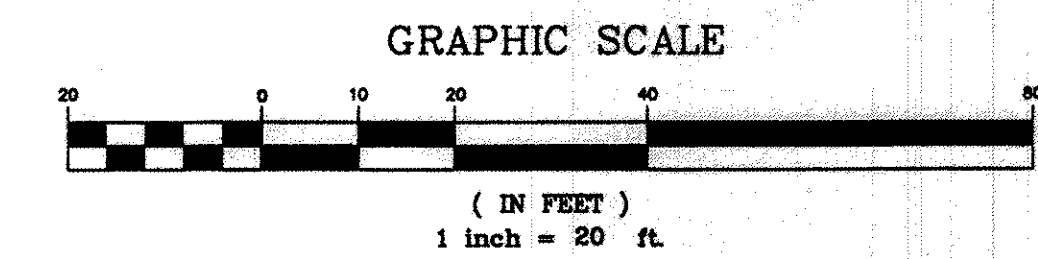 GRAPHIC SCALE
20 0 10 20 40 80
( IN FEET )
1 inch = 20 ft.